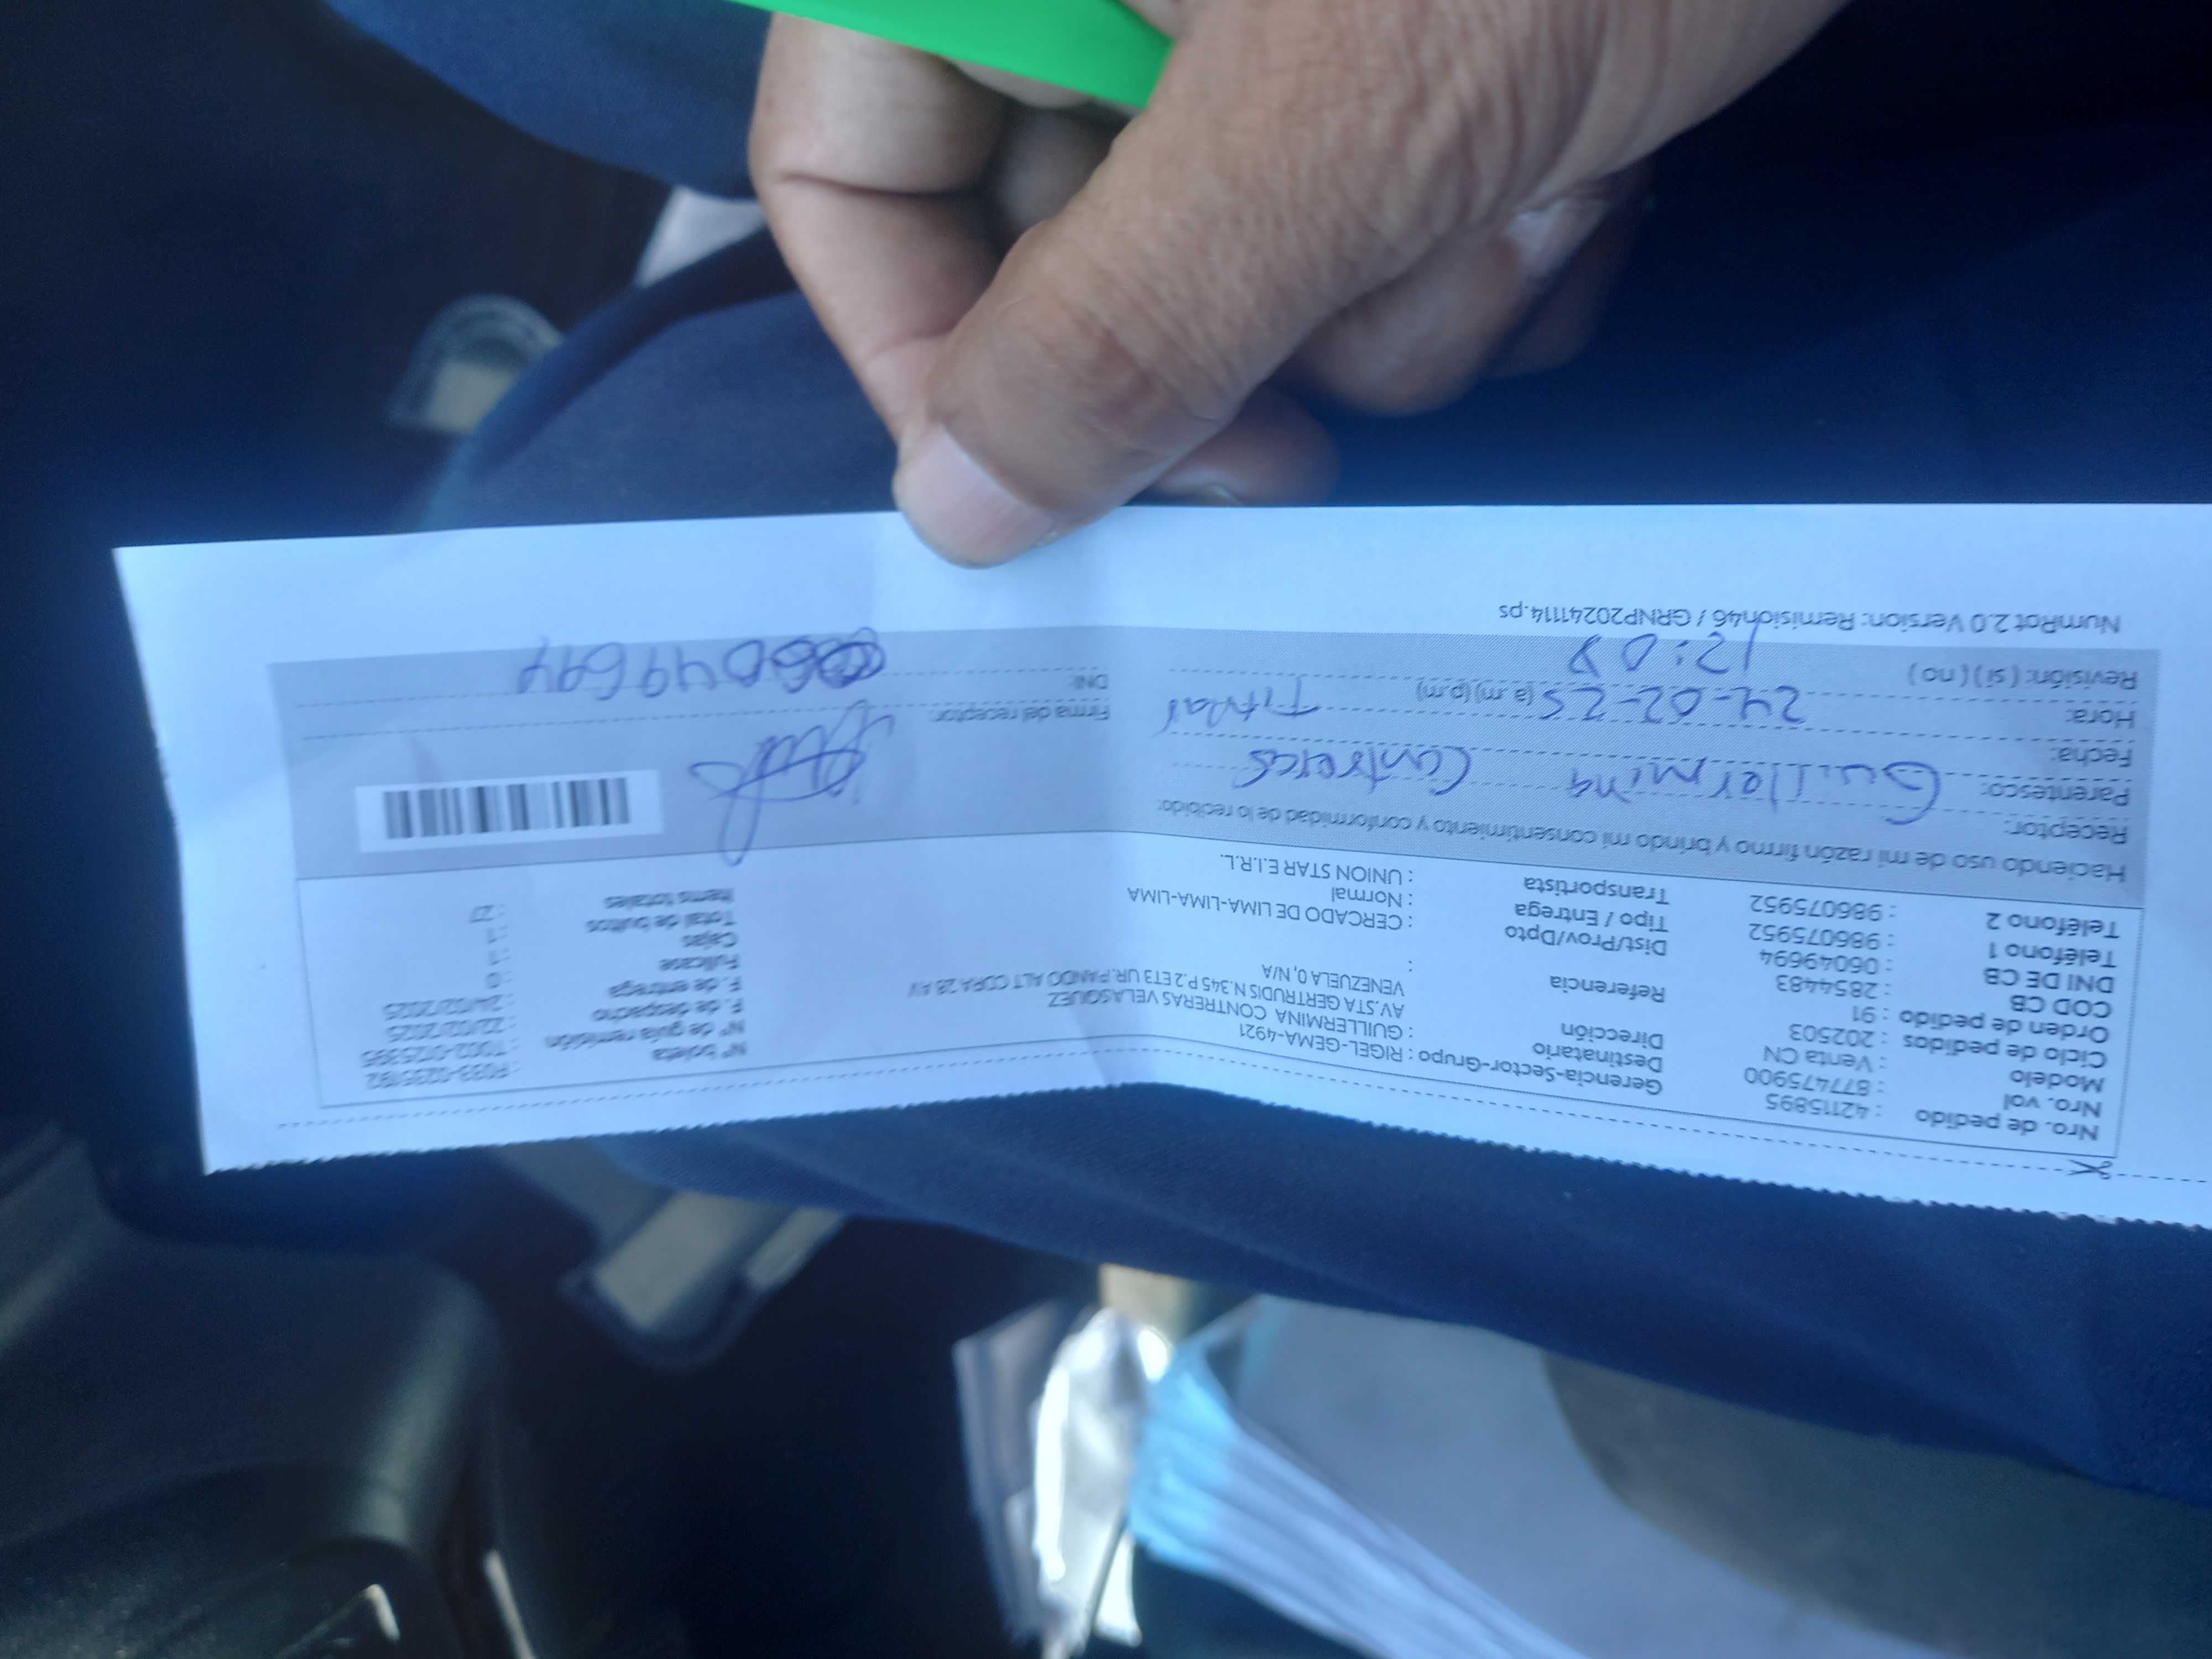 Nro. de pedido : 42115895
Nro. vol : 877475900
Modelo : Venta CN
Ciclo de pedidos : 202503
Orden de pedido : 91
COD CB : 2854483
DNI DE CB : 06049694
Teléfono 1 : 986075952
Teléfono 2 : 986075952
Gerencia-Sector-Grupo : RIGEL-GEMA-4921
Destinatario : GUILLERMINA CONTRERAS VELASQUEZ
Dirección AV.STA GERTRUDIS N.345 P.2 ET3 UR.PANDO ALT CDRA 28 AV
VENEZUELA 0, N/A
Referencia :
Dist/Prov/Dpto : CERCADO DE LIMA-LIMA-LIMA
Tipo / Entrega : Normal
Transportista : UNION STAR E.I.R.L.
N° boleta
N° de guía remisión : T002-0125395
F. de despacho : 22/02/2025
F. de entrega : 24/02/2025
Fullcase : 0
Cajas : 1
Total de bultos : 1
Items totales : 27
Haciendo uso de mi razón firmo y brindo mi consentimiento y conformidad de lo recibido:
Receptor: Guillermina Contreras
Parentesco: Titular
Fecha: 24-02-25
Hora: 12:08 (a.m) (p.m)
Revisión: ( si ) ( no )
Firma del receptor:
DNI: 06049694
NumRot 2.0 Version: Remision46 / GRNP20241114.ps